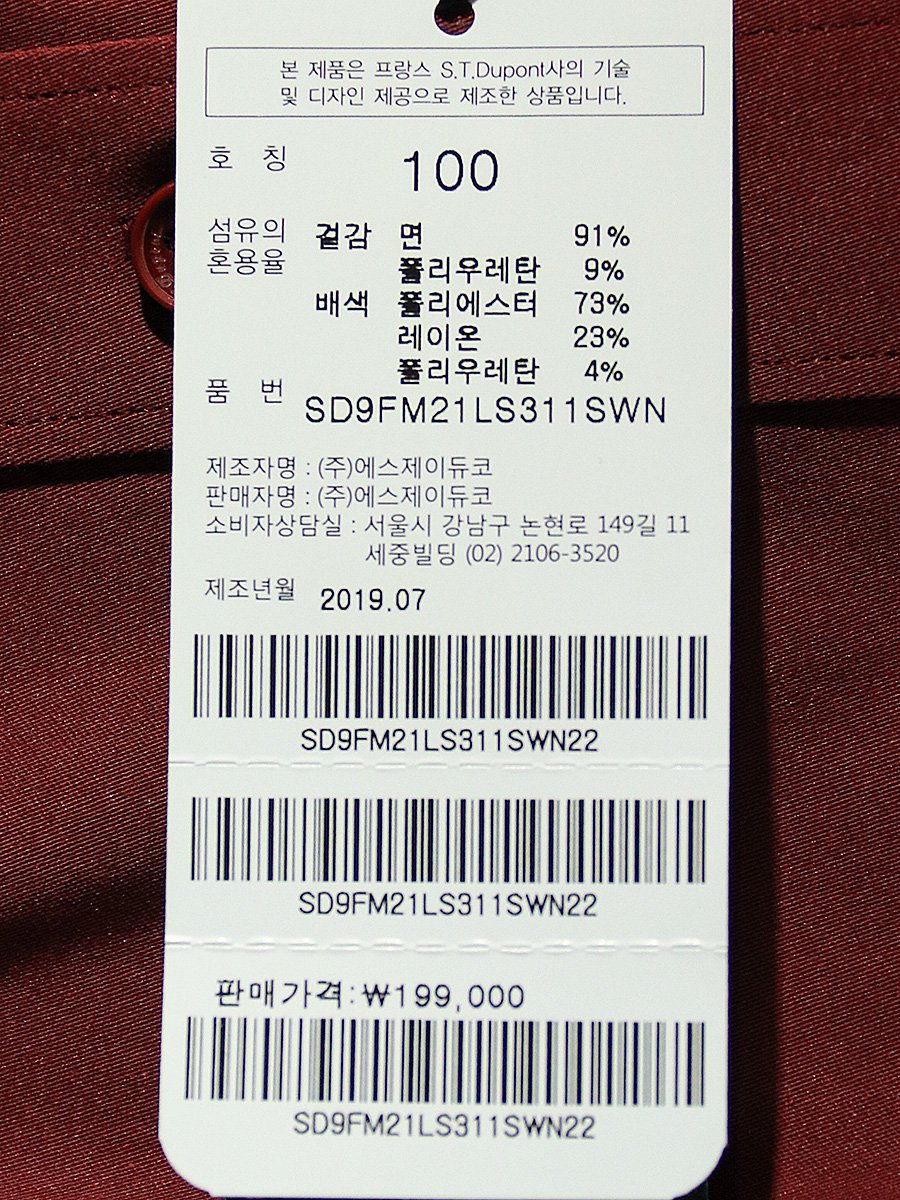 본 제품은 프랑스 S.T.Dupont사의 기술
및 디자인 제공으로 제조한 상품입니다.
호 칭 100
섬유의 혼용율
겉감 면 91%
폴리우레탄 9%
배색 폴리에스터 73%
레이온 23%
폴리우레탄 4%
품 번 SD9FM21LS311SWN
제조자명 : (주)에스제이듀코
판매자명 : (주)에스제이듀코
소비자상담실 : 서울시 강남구 논현로 149길 11
세중빌딩 (02) 2106-3520
제조년월 2019.07
SD9FM21LS311SWN22
SD9FM21LS311SWN22
판매가격:₩199,000
SD9FM21LS311SWN22